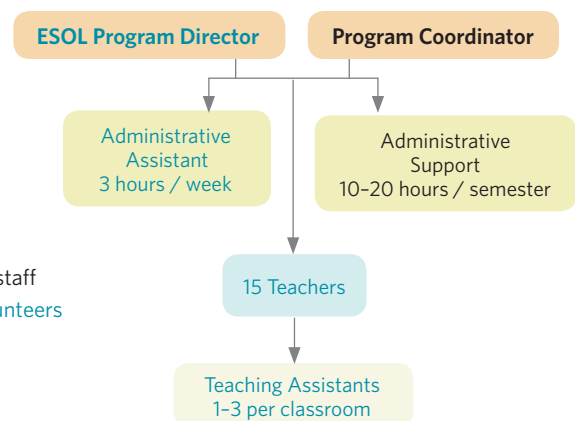 ESOL Program Director
Program Coordinator
Administrative
Assistant
3 hours / week
Administrative
Support
10–20 hours / semester
staff
15 Teachers
Teaching Assistants
1–3 per classroom